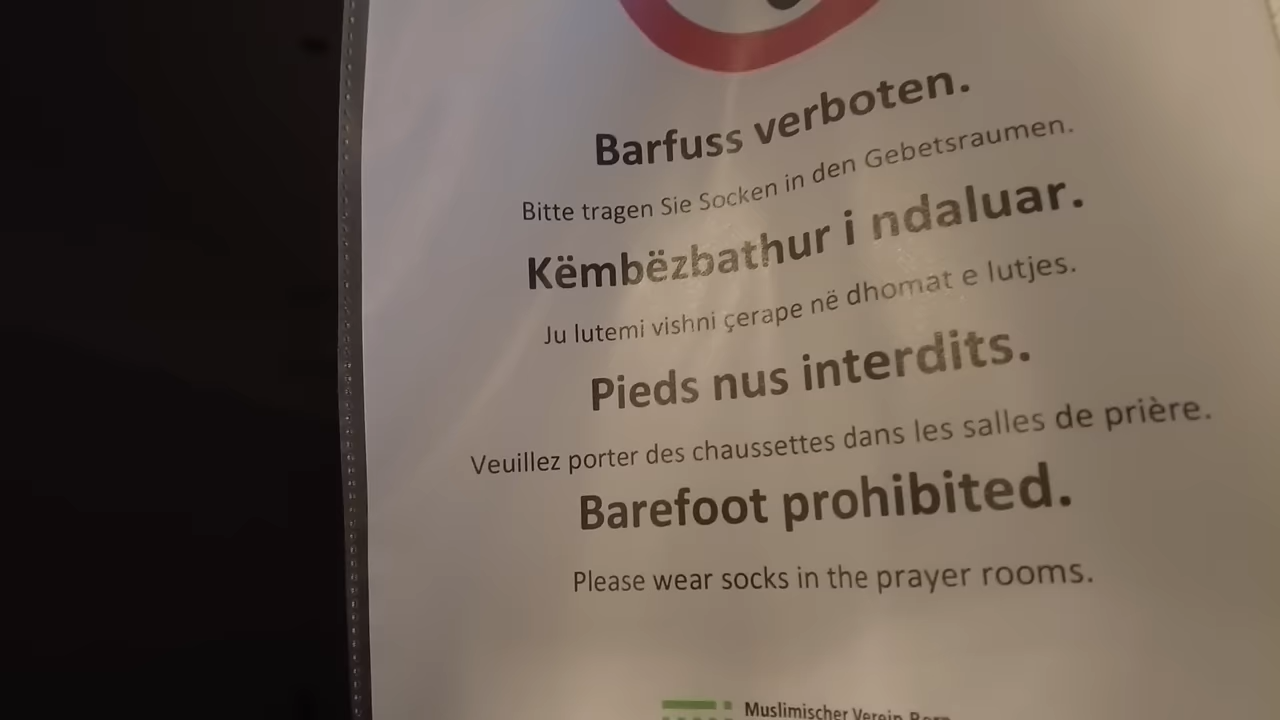 Barfuss verboten.
Bitte tragen Sie Socken in den Gebetsraumen.
Këmbëzbathur i ndaluar.
Ju lutemi vishni çerape në dhomat e lutjes.
Pieds nus interdits.
Veuillez porter des chaussettes dans les salles de prière.
Barefoot prohibited.
Please wear socks in the prayer rooms.
Muslimischer Verein